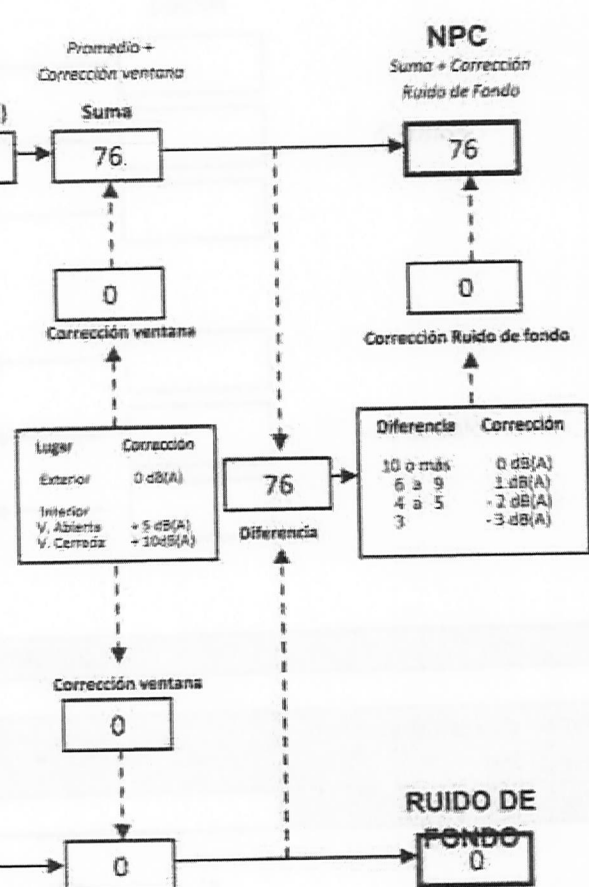 Promedio +
Corrección ventana
Suma
)
76.
NPC
Suma + Corrección
Ruido de Fondo
76
0
Corrección ventana
0
Corrección Ruido de fondo
Lugar Corrección
Exterior 0 dB(A)
Interior
V. Abierta + 5 dB(A)
V. Cerrada + 10dB(A)
76
Diferencia
Diferencia Corrección
10 o más 0 dB(A)
6 a 9 1 dB(A)
4 a 5 - 2 dB(A)
3 - 3 dB(A)
Corrección ventana
0
0
RUIDO DE
FONDO
0